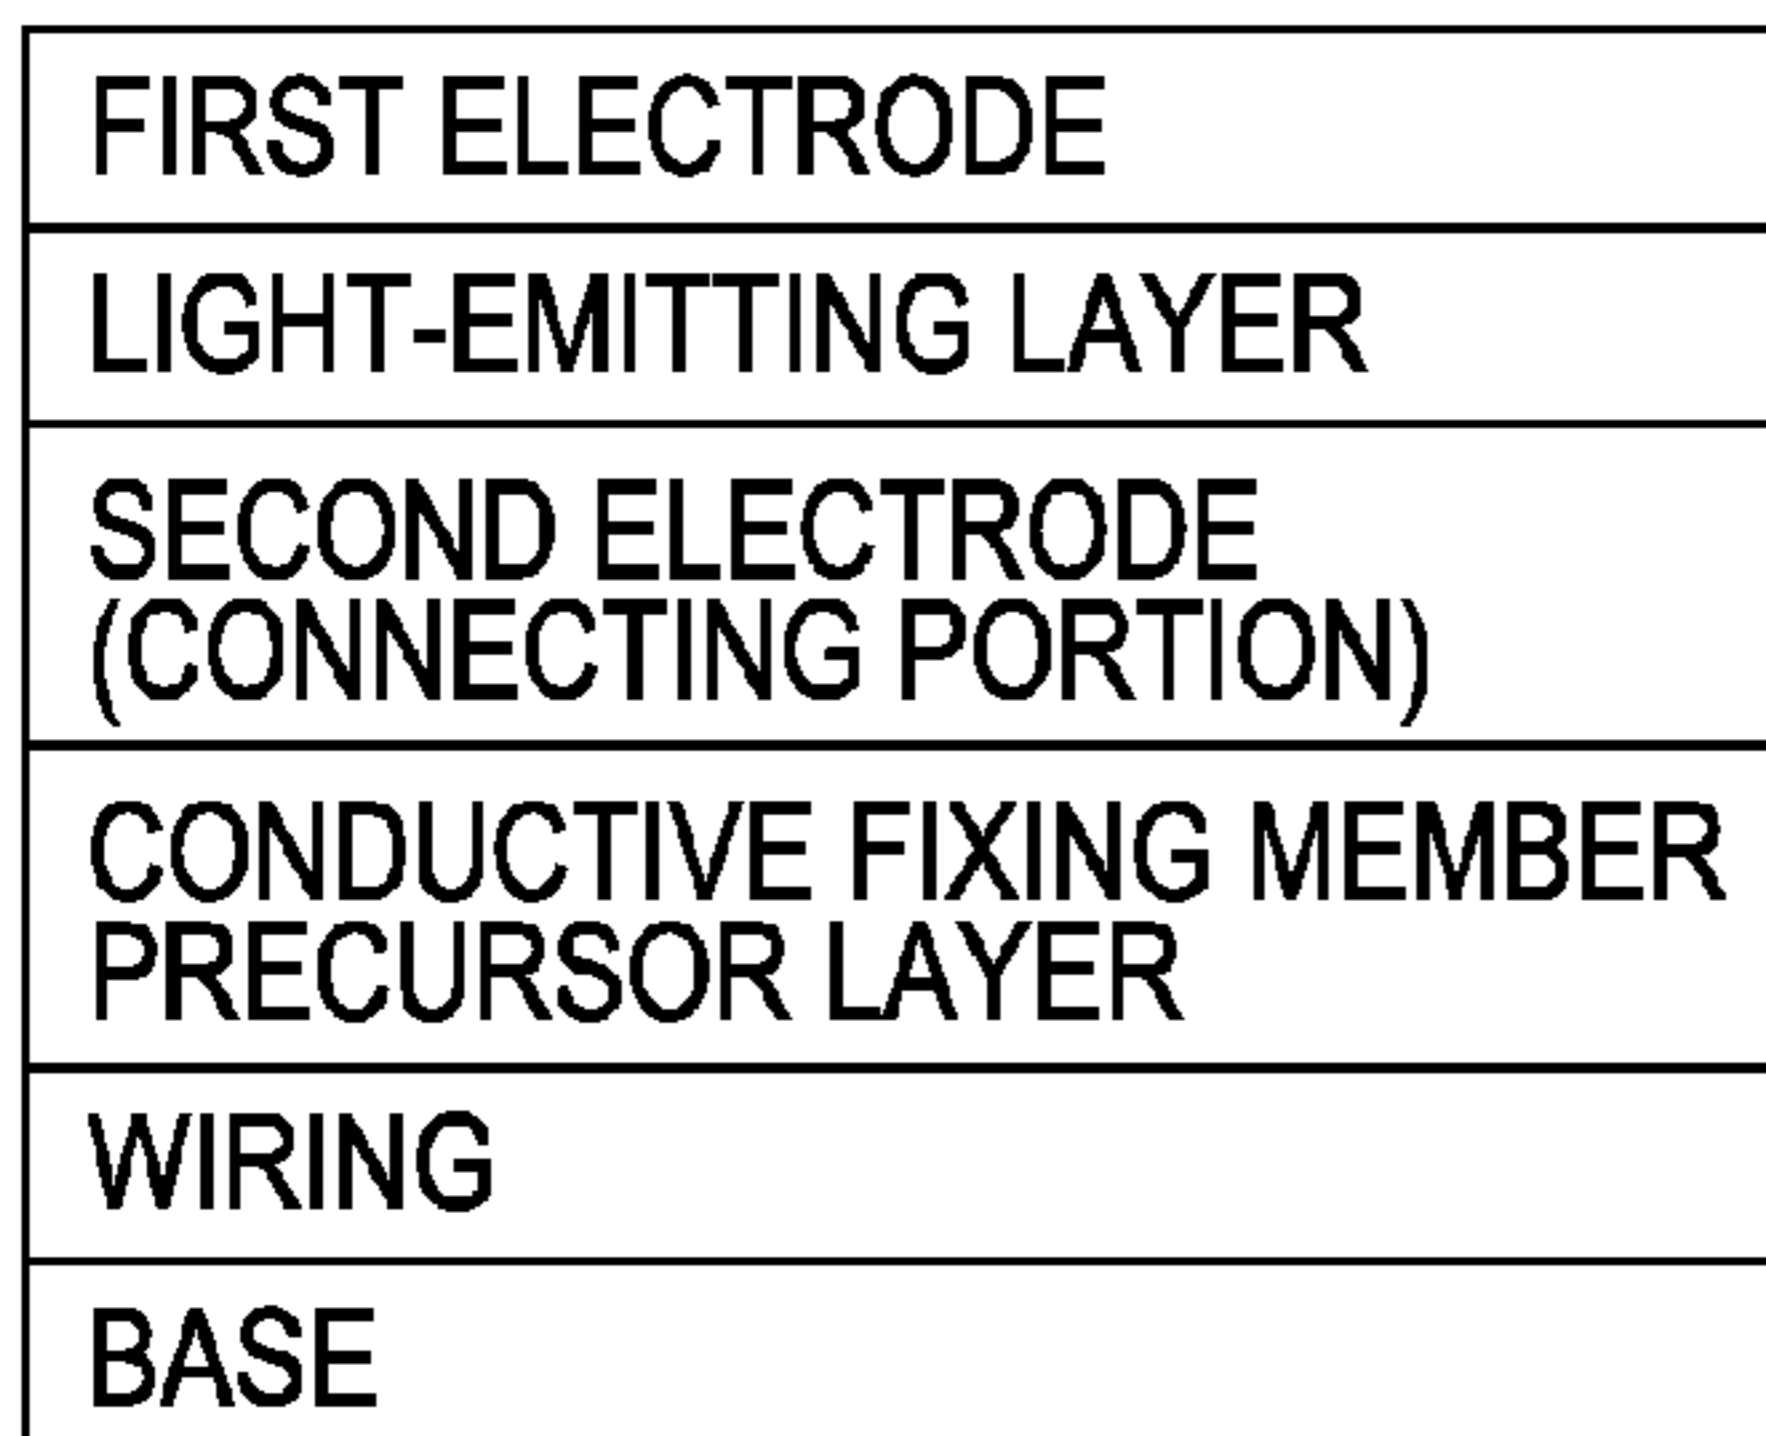 FIRST ELECTRODE
LIGHT-EMITTING LAYER
SECOND ELECTRODE
(CONNECTING PORTION)
CONDUCTIVE FIXING MEMBER
PRECURSOR LAYER
WIRING
BASE